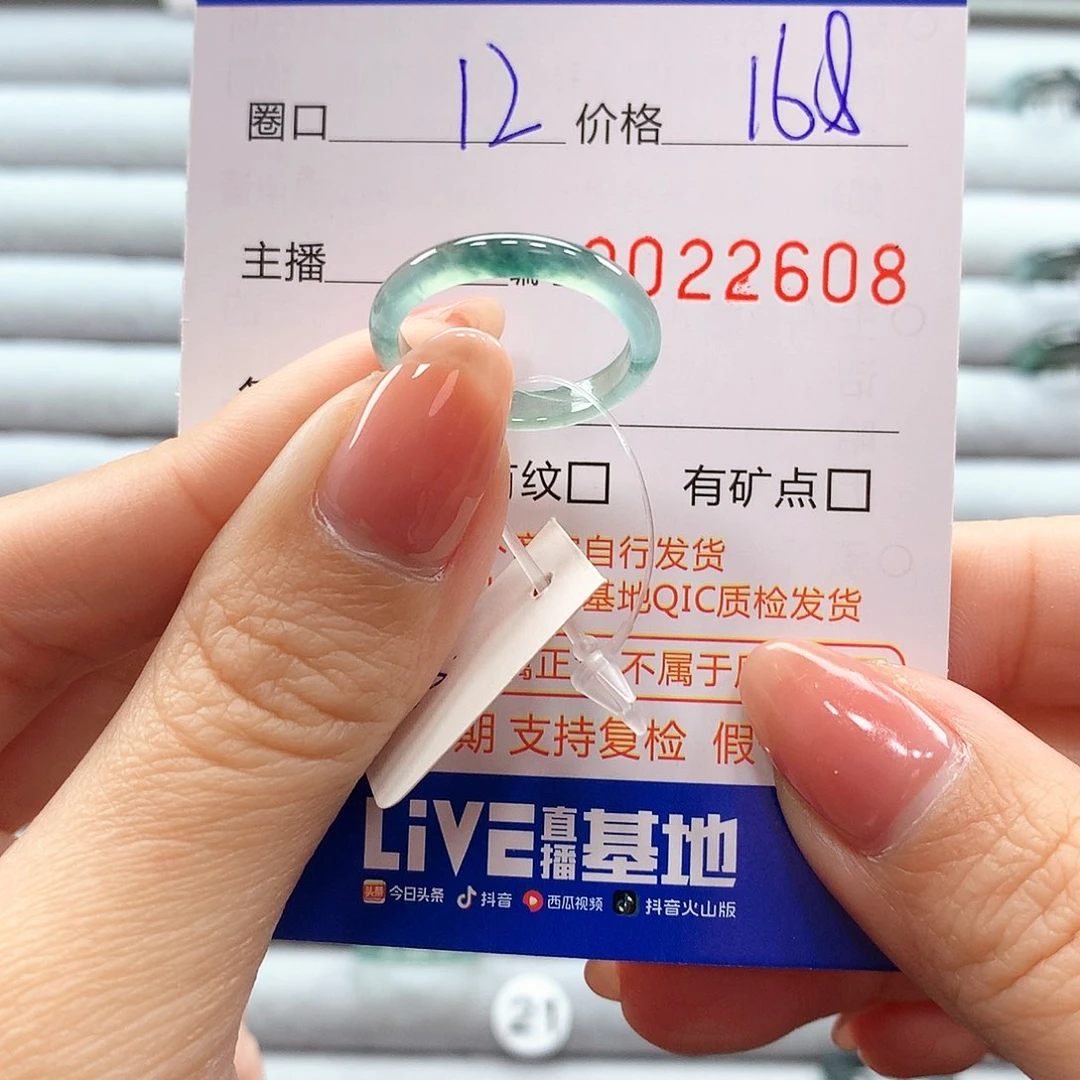 圈口 12 价格 168
主播 022608
纹□ 有矿点□
自行发货
基地QIC质检发货
正 不属于
期 支持复检 假
LiVE直播基地
今日头条 抖音 西瓜视频 抖音火山版
21